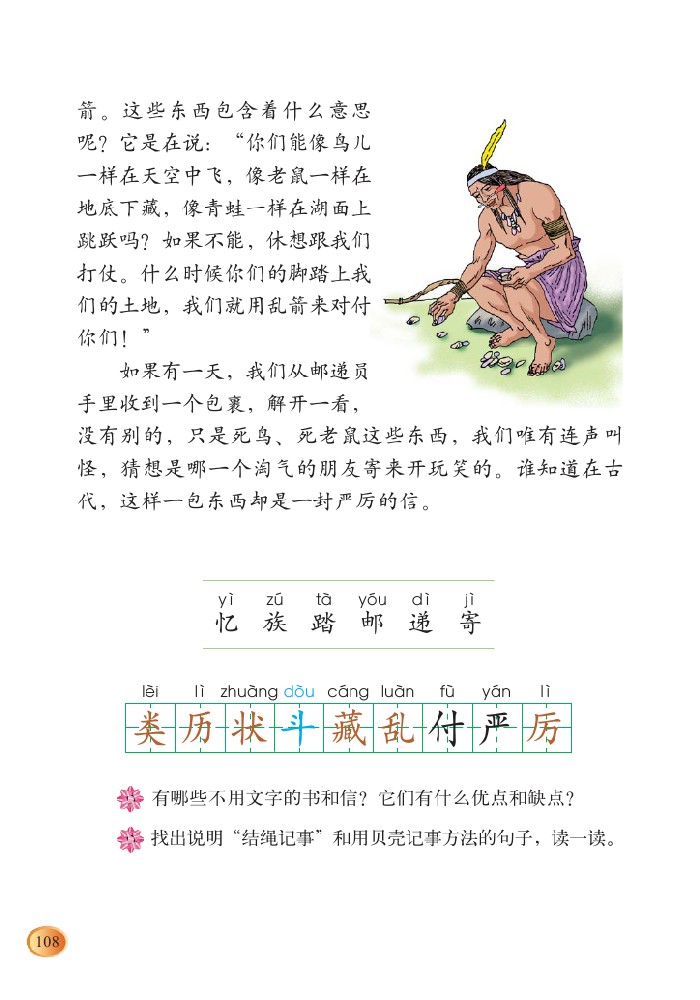 箭。这些东西包含着什么意思
呢？它是在说：“你们能像鸟儿
一样在天空中飞，像老鼠一样在
地底下藏，像青蛙一样在湖面上
跳跃吗？如果不能，休想跟我们
打仗。什么时候你们的脚踏上我
们的土地，我们就用乱箭来对付
你们！”
如果有一天，我们从邮递员
手里收到一个包裹，解开一看，
没有别的，只是死鸟、死老鼠这些东西，我们唯有连声叫
怪，猜想是哪一个淘气的朋友寄来开玩笑的。谁知道在古
代，这样一包东西却是一封严厉的信。
yì zú tà yóu dì jì
忆 族 踏 邮 递 寄
lèi lì zhuàng dòu cáng luàn fù yán lì
类 历 状 斗 藏 乱 付 严 厉
有哪些不用文字的书和信？它们有什么优点和缺点？
找出说明“结绳记事”和用贝壳记事方法的句子，读一读。
108